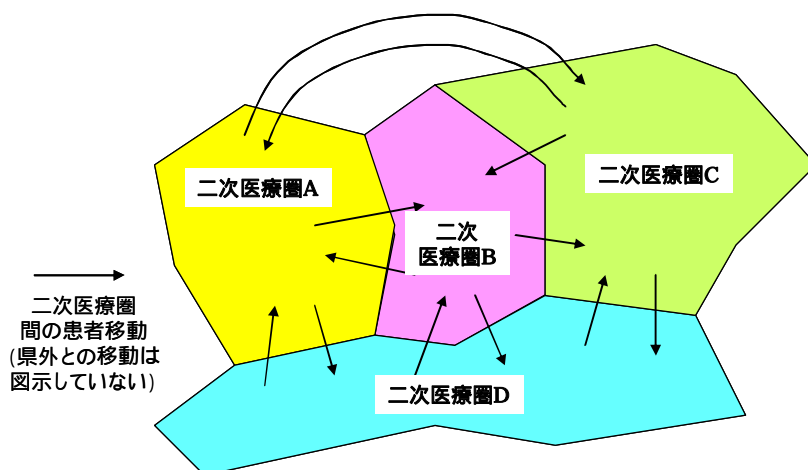 二次医療圏A
二次医療圏C
二次
医療圏B
二次医療圏
間の患者移動
(県外との移動は
図示していない)
二次医療圏D